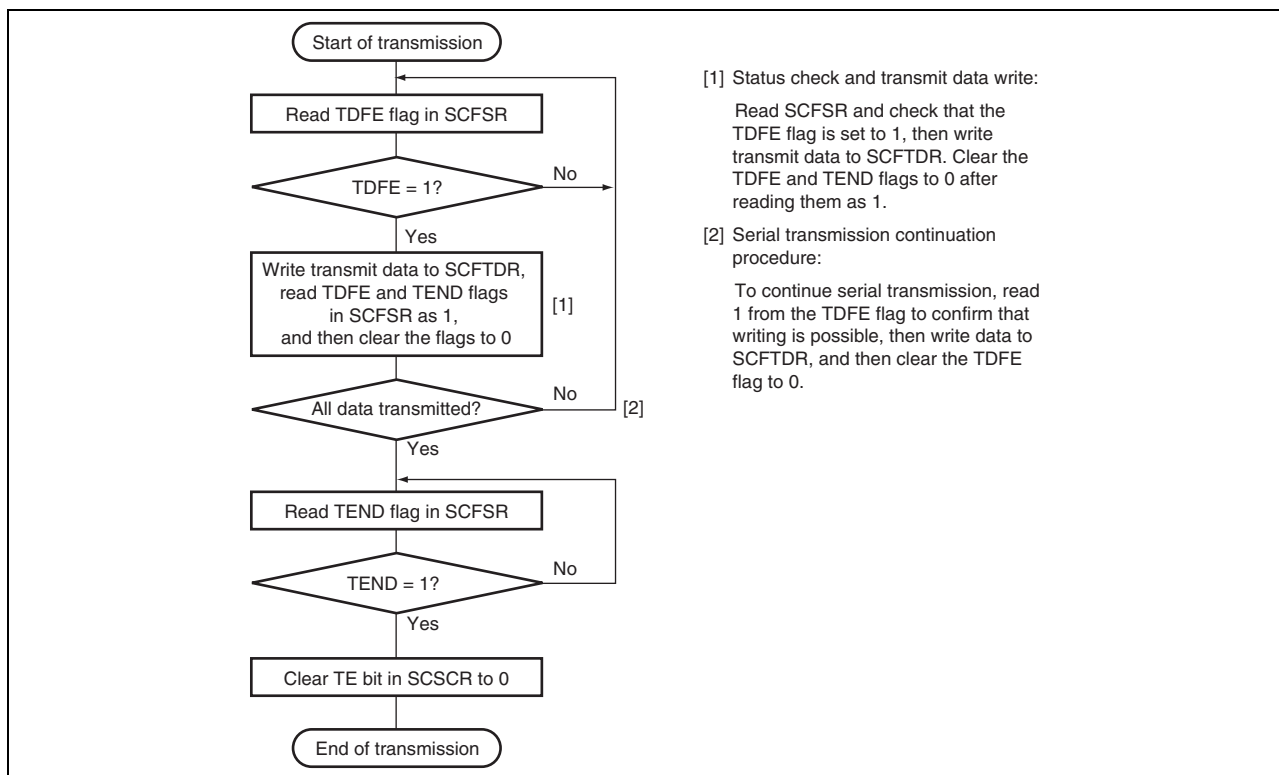 Start of transmission
Read TDFE flag in SCFSR
TDFE = 1?
No
Yes
Write transmit data to SCFTDR,
read TDFE and TEND flags
in SCFSR as 1,
and then clear the flags to 0
[1]
All data transmitted?
No
[2]
Yes
Read TEND flag in SCFSR
TEND = 1?
No
Yes
Clear TE bit in SCSCR to 0
End of transmission
[1] Status check and transmit data write:
Read SCFSR and check that the
TDFE flag is set to 1, then write
transmit data to SCFTDR. Clear the
TDFE and TEND flags to 0 after
reading them as 1.
[2] Serial transmission continuation
procedure:
To continue serial transmission, read
1 from the TDFE flag to confirm that
writing is possible, then write data to
SCFTDR, and then clear the TDFE
flag to 0.